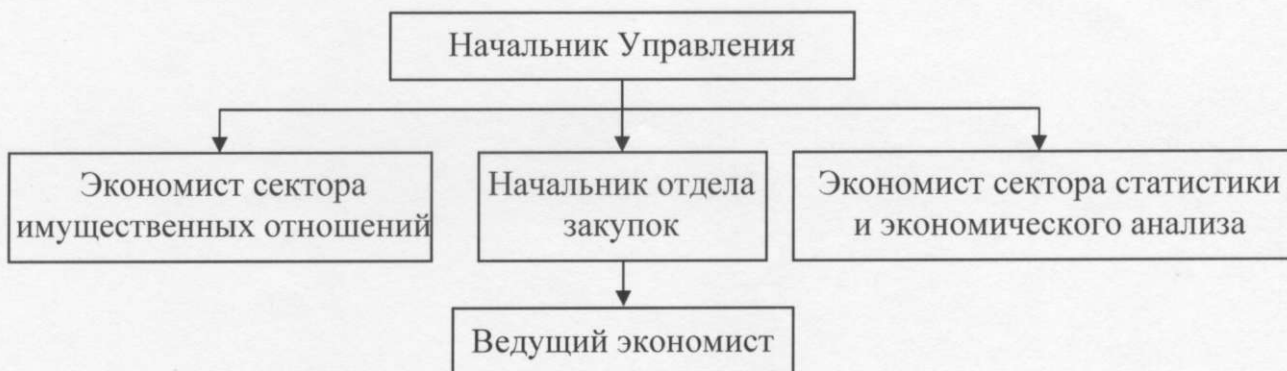 Начальник Управления
Экономист сектора
имущественных отношений
Начальник отдела
закупок
Экономист сектора статистики
и экономического анализа
Ведущий экономист